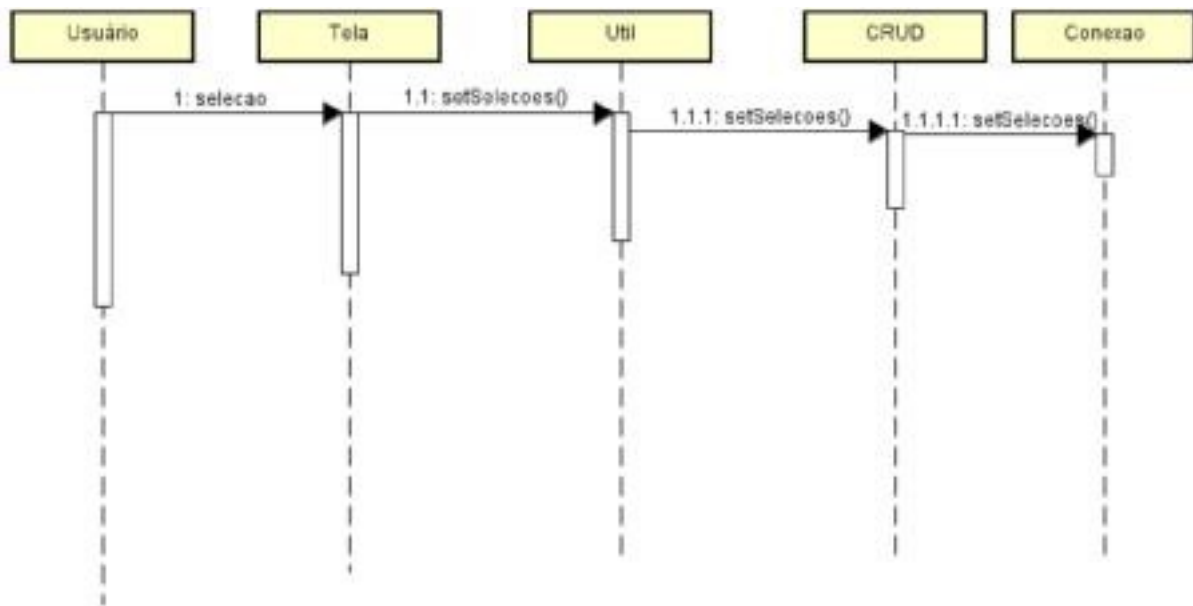 Usuário
Tela
Util
CRUD
Conexao
1: selecao
1.1: setSelecoes()
1.1.1: setSelecoes()
1.1.1.1: setSelecoes()